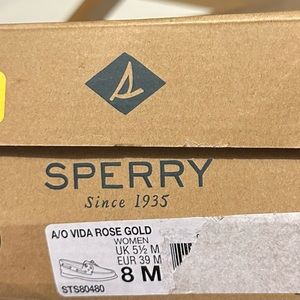 SPERRY
Since 1935
A/O VIDA ROSE GOLD
WOMEN
UK 5½ M
EUR 39 M
8 M
STS80480